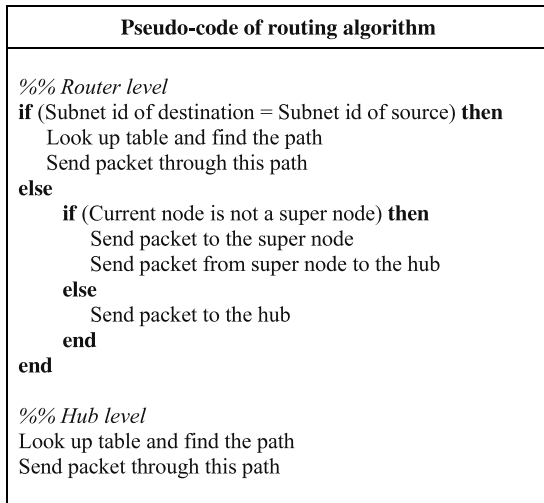 Pseudo-code of routing algorithm
%% Router level
if (Subnet id of destination = Subnet id of source) then
Look up table and find the path
Send packet through this path
else
if (Current node is not a super node) then
Send packet to the super node
Send packet from super node to the hub
else
Send packet to the hub
end
end
%% Hub level
Look up table and find the path
Send packet through this path